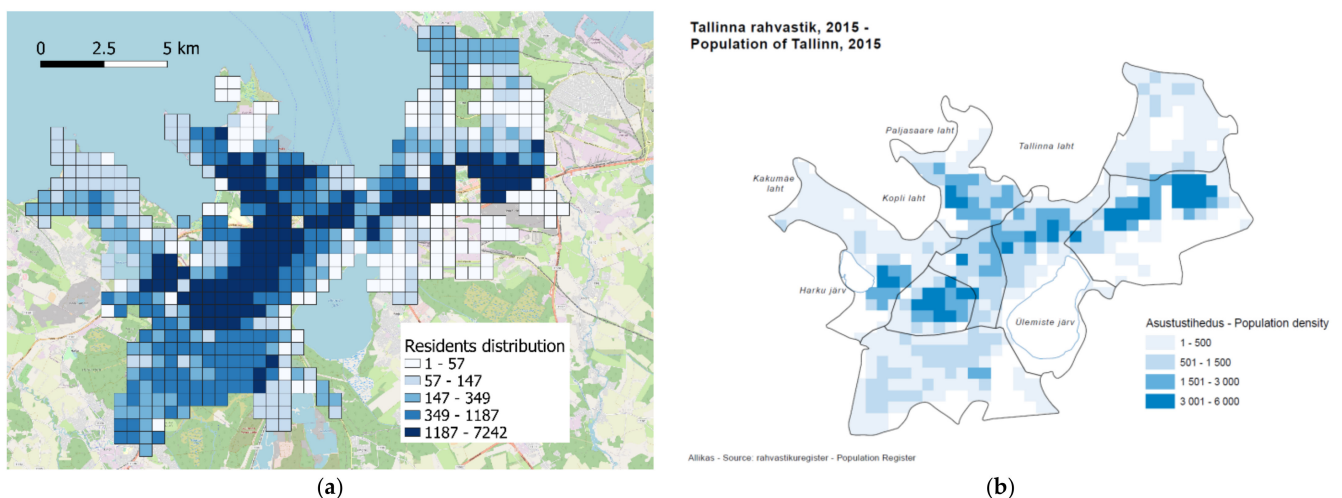 0 2.5 5 km
Residents distribution
1 - 57
57 - 147
147 - 349
349 - 1187
1187 - 7242
(a)
Tallinna rahvastik, 2015 -
Population of Tallinn, 2015
Paljasaare laht
Tallinna laht
Kakumäe
laht
Kopli laht
Harku järv
Ülemiste järv
Asustustihedus - Population density
1 - 500
501 - 1 500
1 501 - 3 000
3 001 - 6 000
Allikas - Source: rahvastikuregister - Population Register
(b)